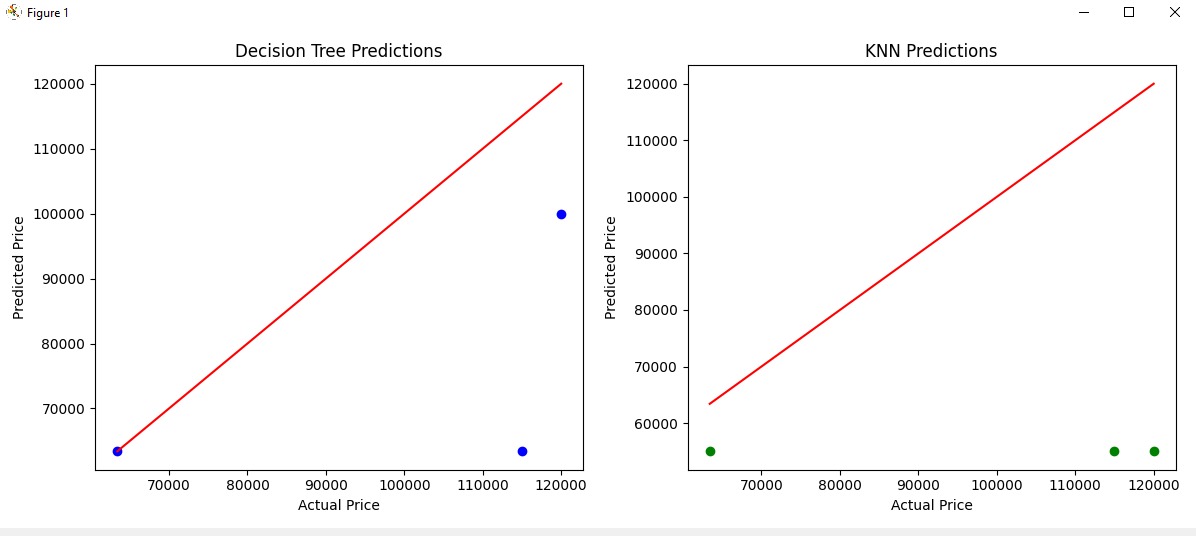 Figure 1
Decision Tree Predictions
120000
110000
100000
90000
80000
70000
Predicted Price
70000 80000 90000 100000 110000 120000
Actual Price
KNN Predictions
120000
110000
100000
90000
80000
70000
60000
Predicted Price
70000 80000 90000 100000 110000 120000
Actual Price